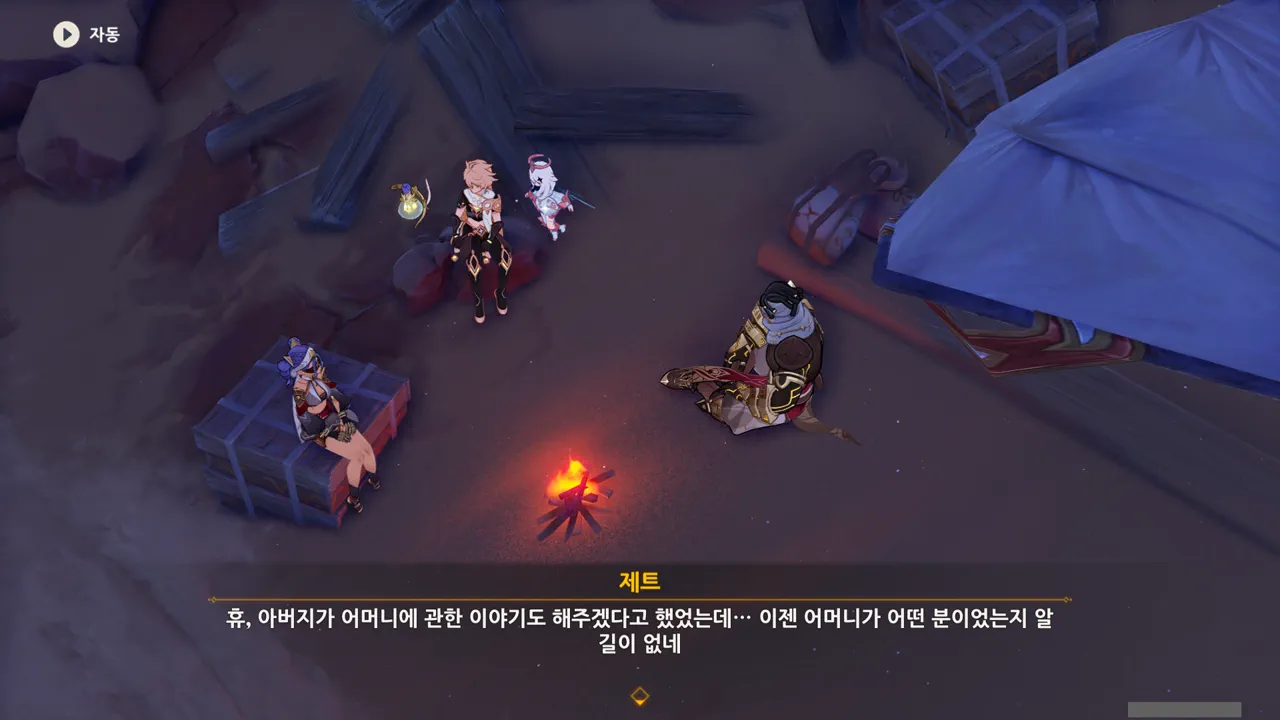 자동
제트
휴, 아버지가 어머니에 관한 이야기도 해주겠다고 했었는데… 이젠 어머니가 어떤 분이었는지 알
길이 없네